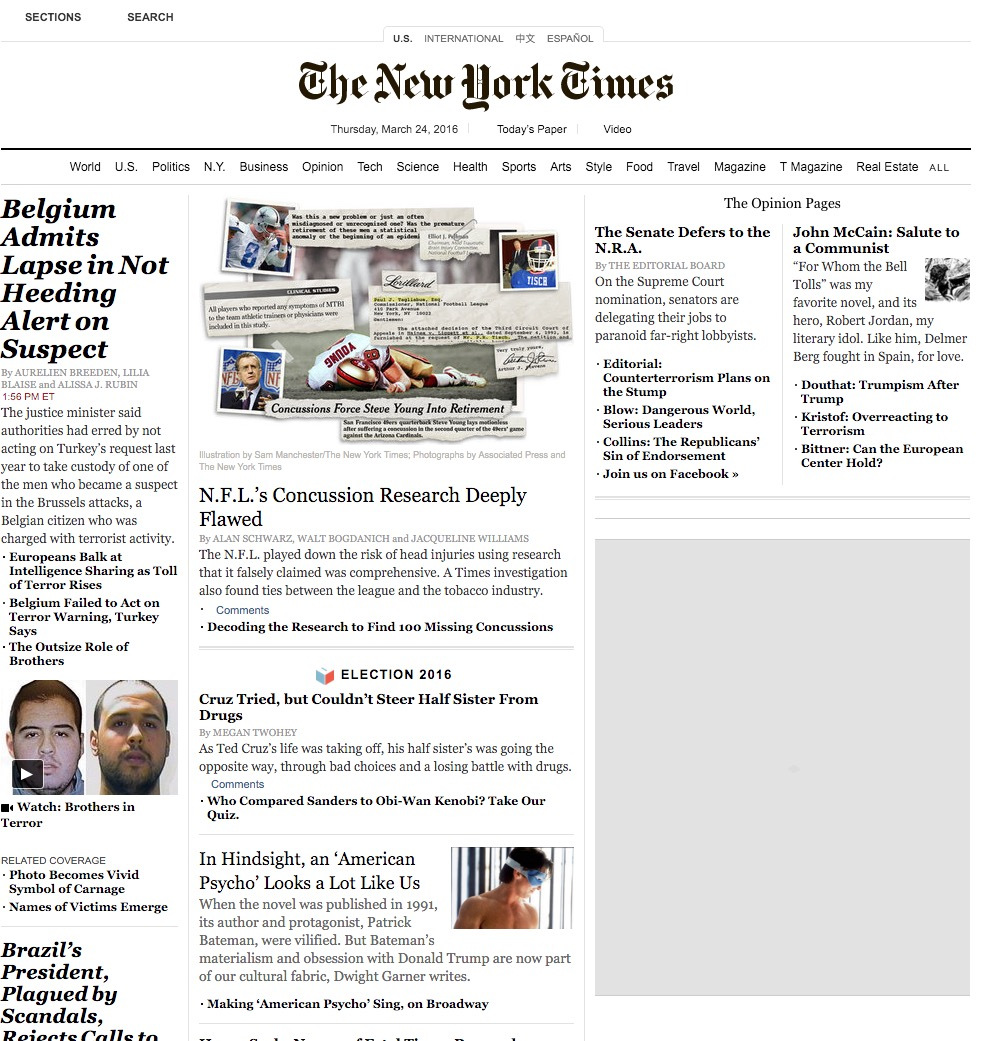 SECTIONS
SEARCH
U.S. INTERNATIONAL 中文 ESPAÑOL
The New York Times
Thursday, March 24, 2016
Today's Paper
Video
World U.S. Politics N.Y. Business Opinion Tech Science Health Sports Arts Style Food Travel Magazine T Magazine Real Estate ALL
Belgium
Admits
Lapse in Not
Heeding
Alert on
Suspect
By AURELIEN BREEDEN, LILIA
BLAISE and ALISSA J. RUBIN
1:56 PM ET
The justice minister said
authorities had erred by not
acting on Turkey's request last
year to take custody of one of
the men who became a suspect
in the Brussels attacks, a
Belgian citizen who was
charged with terrorist activity.
· Europeans Balk at
Intelligence Sharing as Toll
of Terror Rises
· Belgium Failed to Act on
Terror Warning, Turkey
Says
· The Outsize Role of
Brothers
Watch: Brothers in
Terror
RELATED COVERAGE
· Photo Becomes Vivid
Symbol of Carnage
· Names of Victims Emerge
Brazil's
President,
Plagued by
Scandals,
Rejects Calls to
Was this a new problem or just an often
misdiagnosed or unrecognized one? Was the premature
retirement of these men a statistical
anomaly or the beginning of an epidemi
Elliot J. Pellman
Chairman, Mild Traumatic
Brain Injury Committee,
National Football League
TISCH
Lorillard
CLINICAL STUDIES
All players who reported any symptoms of MTBI
to the team athletic trainers or physicians were
included in this study.
Paul J. Tagliabue, Esq.
Commissioner, National Football League
410 Park Avenue
New York, NY 10022
Gentlemen:
The attached decision of the Third Circuit Court of
Appeals in Haines v. Liggett et al., dated September 4, 1992, is
furnished at the request of Mr. P.R. Tisch. The petition and
Very truly yours,
Arthur J. Stevens
NFL
YOUNG
Concussions Force Steve Young Into Retirement
San Francisco 49ers quarterback Steve Young lays motionless
after suffering a concussion in the second quarter of the 49ers' game
against the Arizona Cardinals.
Illustration by Sam Manchester/The New York Times; Photographs by Associated Press and
The New York Times
N.F.L.'s Concussion Research Deeply
Flawed
By ALAN SCHWARZ, WALT BOGDANICH and JACQUELINE WILLIAMS
The N.F.L. played down the risk of head injuries using research
that it falsely claimed was comprehensive. A Times investigation
also found ties between the league and the tobacco industry.
· Comments
· Decoding the Research to Find 100 Missing Concussions
ELECTION 2016
Cruz Tried, but Couldn't Steer Half Sister From
Drugs
By MEGAN TWOHEY
As Ted Cruz's life was taking off, his half sister's was going the
opposite way, through bad choices and a losing battle with drugs.
Comments
· Who Compared Sanders to Obi-Wan Kenobi? Take Our
Quiz.
In Hindsight, an 'American
Psycho' Looks a Lot Like Us
When the novel was published in 1991,
its author and protagonist, Patrick
Bateman, were vilified. But Bateman's
materialism and obsession with Donald Trump are now part
of our cultural fabric, Dwight Garner writes.
· Making 'American Psycho' Sing, on Broadway
The Opinion Pages
The Senate Defers to the
N.R.A.
By THE EDITORIAL BOARD
On the Supreme Court
nomination, senators are
delegating their jobs to
paranoid far-right lobbyists.
· Editorial:
Counterterrorism Plans on
the Stump
· Blow: Dangerous World,
Serious Leaders
· Collins: The Republicans'
Sin of Endorsement
· Join us on Facebook »
John McCain: Salute to
a Communist
"For Whom the Bell
Tolls" was my
favorite novel, and its
hero, Robert Jordan, my
literary idol. Like him, Delmer
Berg fought in Spain, for love.
· Douthat: Trumpism After
Trump
· Kristof: Overreacting to
Terrorism
· Bittner: Can the European
Center Hold?